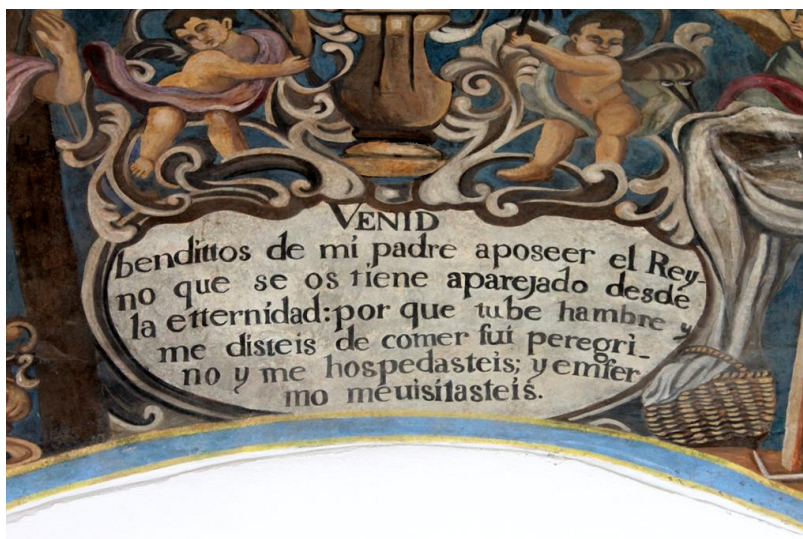 VENID
bendittos de mi padre aposeer el Rey-
no que se os tiene aparejado desde
la etternidad: por que tube hambre y
me disteis de comer fui peregri-
no y me hospedasteis; y emfer
mo meuisitasteis.